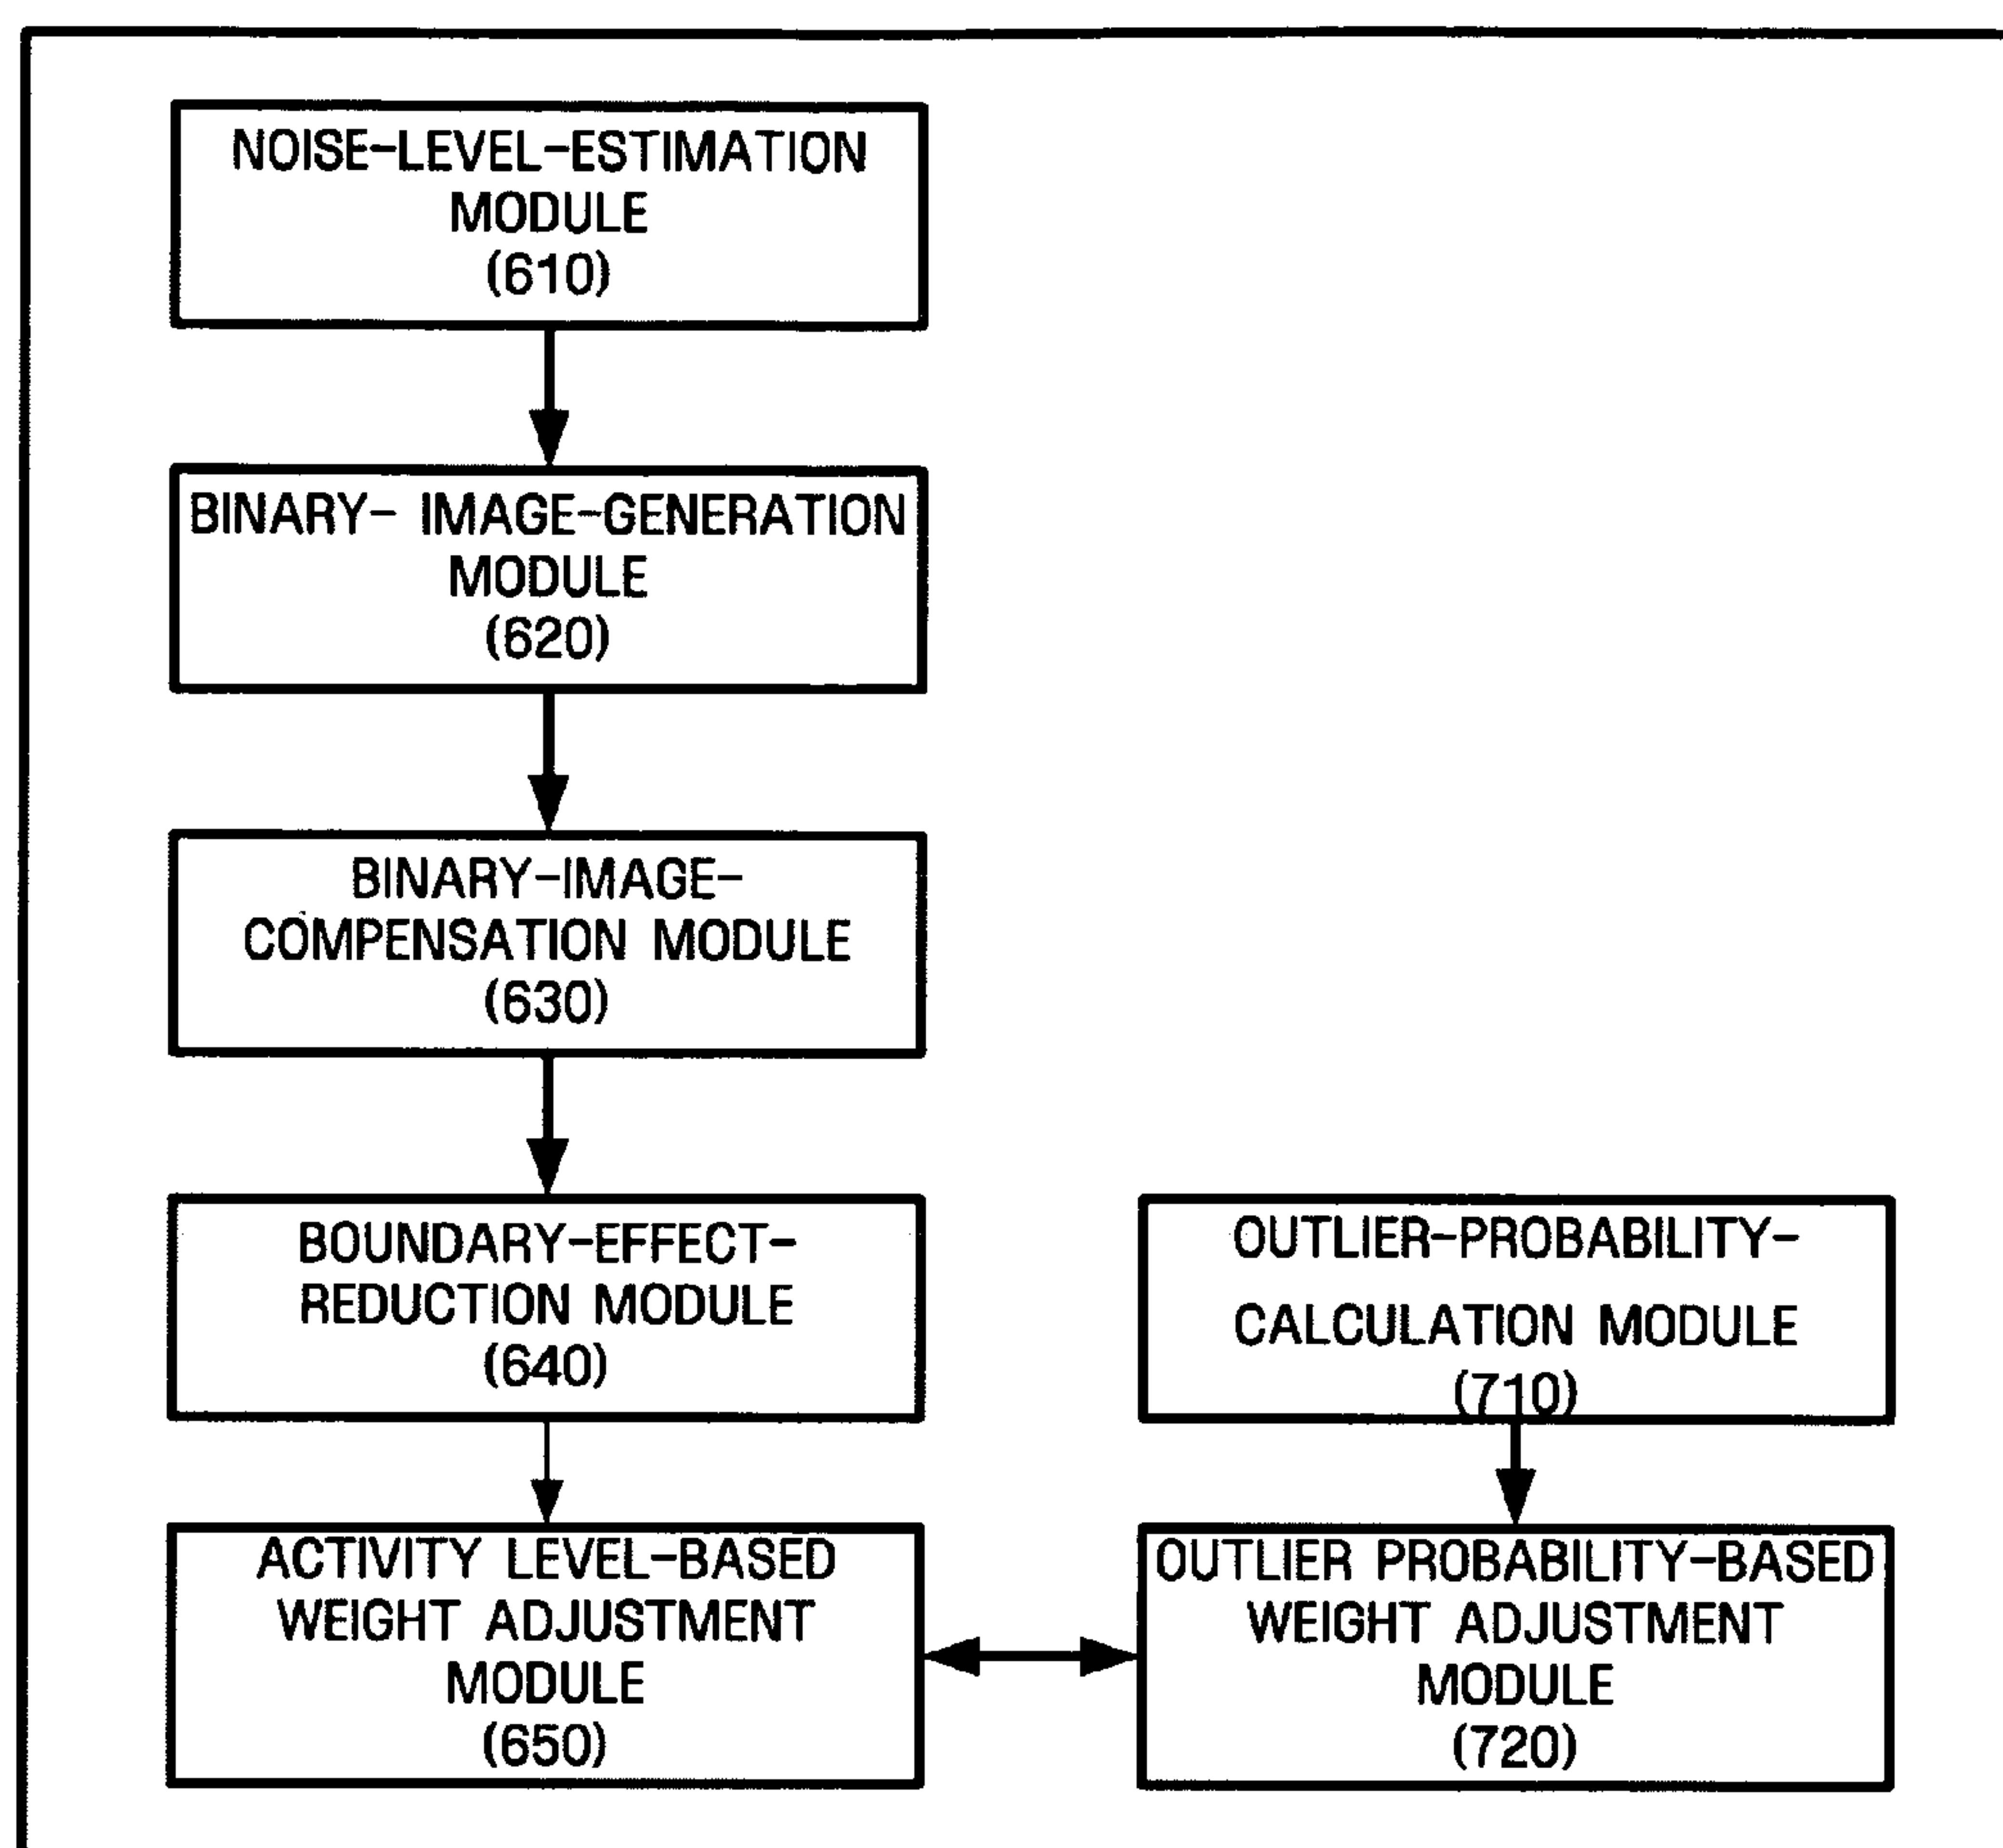 NOISE-LEVEL-ESTIMATION
MODULE
(610)
BINARY- IMAGE-GENERATION
MODULE
(620)
BINARY-IMAGE-
COMPENSATION MODULE
(630)
BOUNDARY-EFFECT-
REDUCTION MODULE
(640)
OUTLIER-PROBABILITY-
CALCULATION MODULE
(710)
ACTIVITY LEVEL-BASED
WEIGHT ADJUSTMENT
MODULE
(650)
OUTLIER PROBABILITY-BASED
WEIGHT ADJUSTMENT
MODULE
(720)